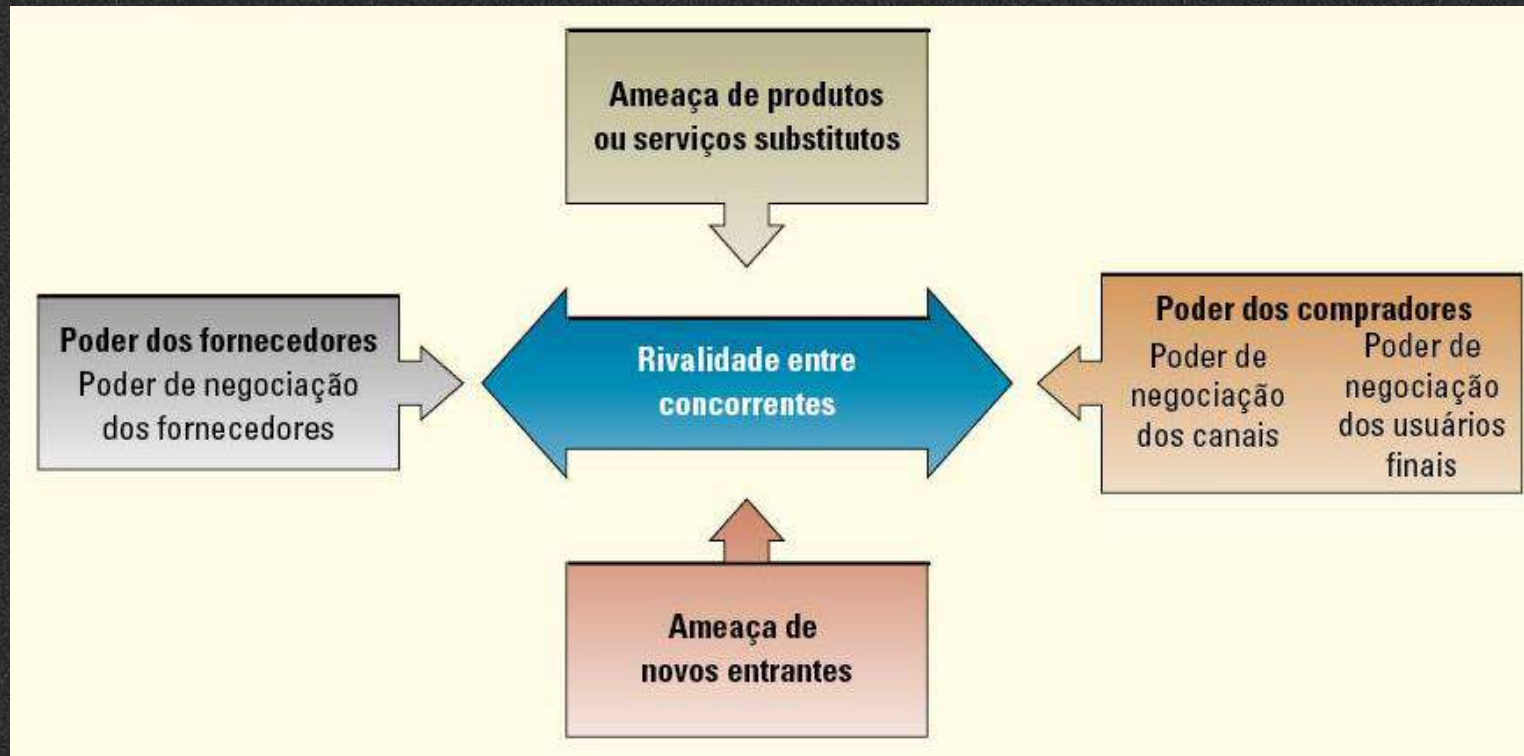 Ameaça de produtos
ou serviços substitutos
Poder dos fornecedores
Poder de negociação
dos fornecedores
Rivalidade entre
concorrentes
Poder dos compradores
Poder de
negociação
dos canais
Poder de
negociação
dos usuários
finais
Ameaça de
novos entrantes